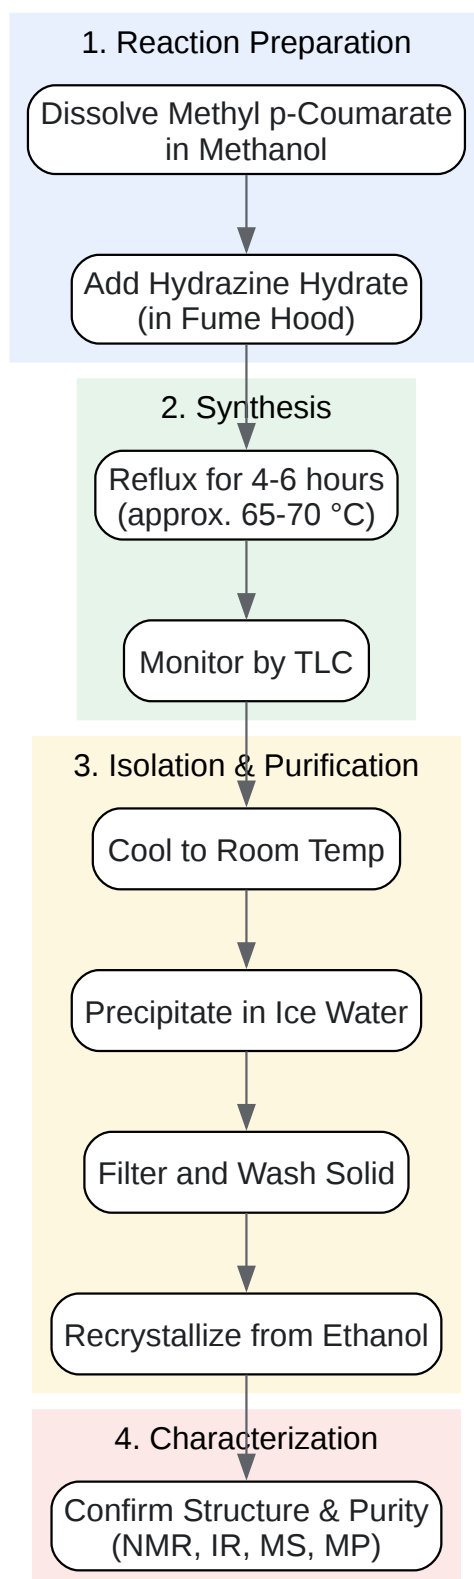 1. Reaction Preparation
Dissolve Methyl p-Coumarate
in Methanol
Add Hydrazine Hydrate
(in Fume Hood)
2. Synthesis
Reflux for 4-6 hours
(approx. 65-70 °C)
Monitor by TLC
3. Isolation & Purification
Cool to Room Temp
Precipitate in Ice Water
Filter and Wash Solid
Recrystallize from Ethanol
4. Characterization
Confirm Structure & Purity
(NMR, IR, MS, MP)